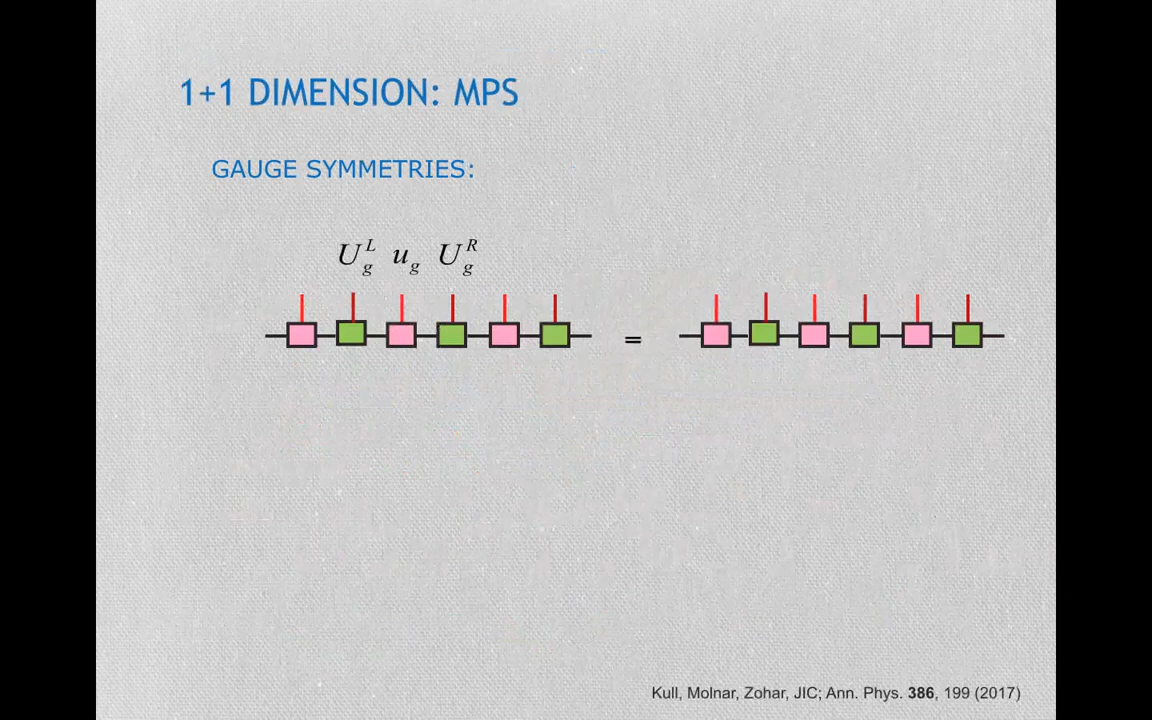 1+1 DIMENSION: MPS
GAUGE SYMMETRIES:
U_g^L u_g U_g^R
=
Kull, Molnar, Zohar, JIC; Ann. Phys. 386, 199 (2017)